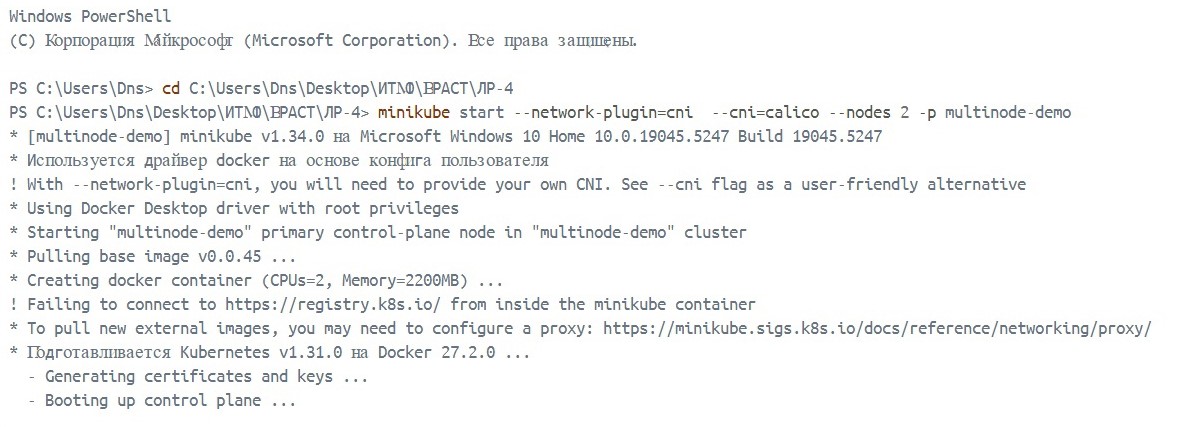 Windows PowerShell
(C) Корпорация Майкрософт (Microsoft Corporation). Все права защищены.
PS C:\Users\Dns> cd C:\Users\Dns\Desktop\ИТМО\ВРАСТ\ЛР-4
PS C:\Users\Dns\Desktop\ИТМО\ВРАСТ\ЛР-4> minikube start --network-plugin=cni  --cni=calico --nodes 2 -p multinode-demo
* [multinode-demo] minikube v1.34.0 на Microsoft Windows 10 Home 10.0.19045.5247 Build 19045.5247
* Используется драйвер docker на основе конфига пользователя
! With --network-plugin=cni, you will need to provide your own CNI. See --cni flag as a user-friendly alternative
* Using Docker Desktop driver with root privileges
* Starting "multinode-demo" primary control-plane node in "multinode-demo" cluster
* Pulling base image v0.0.45 ...
* Creating docker container (CPUs=2, Memory=2200MB) ...
! Failing to connect to https://registry.k8s.io/ from inside the minikube container
* To pull new external images, you may need to configure a proxy: https://minikube.sigs.k8s.io/docs/reference/networking/proxy/
* Подготавливается Kubernetes v1.31.0 на Docker 27.2.0 ...
  - Generating certificates and keys ...
  - Booting up control plane ...